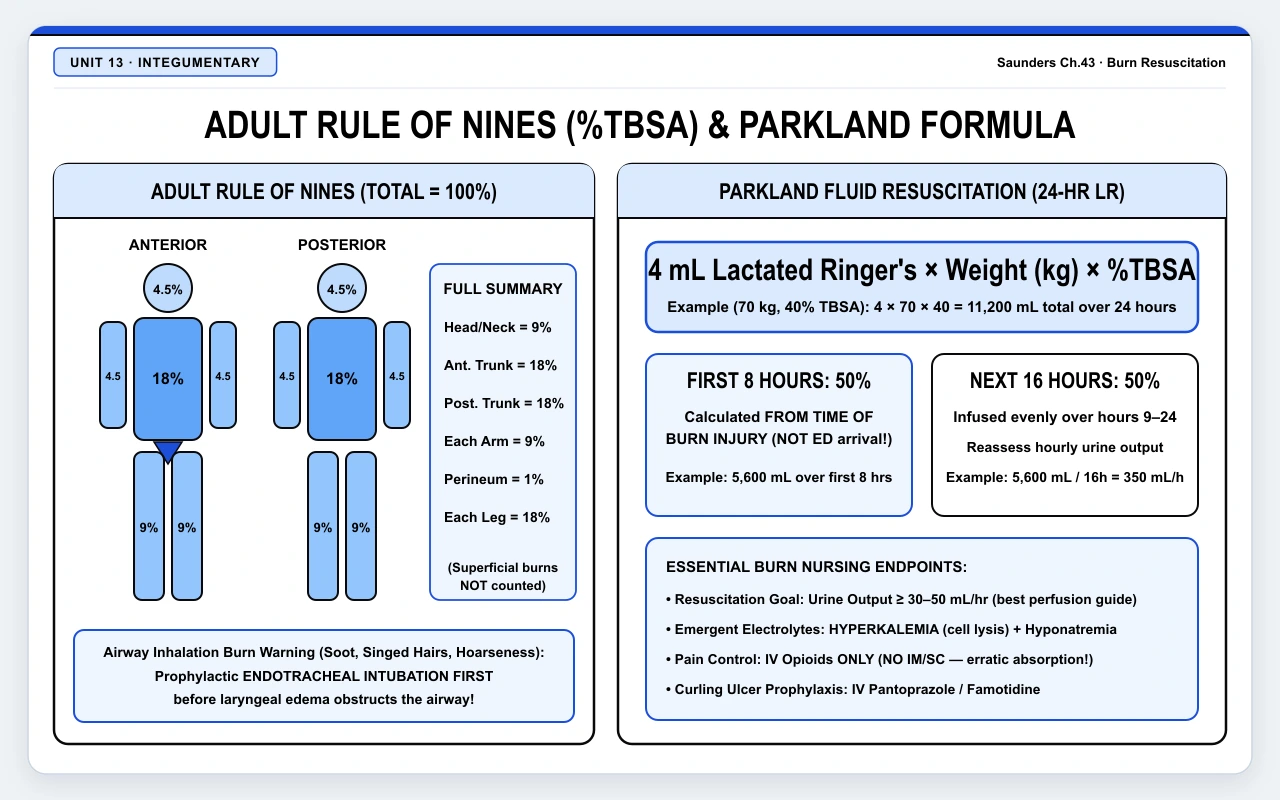 UNIT 13 · INTEGUMENTARY
Saunders Ch.43 · Burn Resuscitation
ADULT RULE OF NINES (%TBSA) & PARKLAND FORMULA
ADULT RULE OF NINES (TOTAL = 100%)
ANTERIOR
POSTERIOR
4.5%
4.5%
4.5
18%
4.5
4.5
18%
4.5
9%
9%
9%
9%
FULL SUMMARY
Head/Neck = 9%
Ant. Trunk = 18%
Post. Trunk = 18%
Each Arm = 9%
Perineum = 1%
Each Leg = 18%
(Superficial burns
NOT counted)
Airway Inhalation Burn Warning (Soot, Singed Hairs, Hoarseness):
Prophylactic ENDOTRACHEAL INTUBATION FIRST
before laryngeal edema obstructs the airway!
PARKLAND FLUID RESUSCITATION (24-HR LR)
4 mL Lactated Ringer's × Weight (kg) × %TBSA
Example (70 kg, 40% TBSA): 4 × 70 × 40 = 11,200 mL total over 24 hours
FIRST 8 HOURS: 50%
Calculated FROM TIME OF
BURN INJURY (NOT ED arrival!)
Example: 5,600 mL over first 8 hrs
NEXT 16 HOURS: 50%
Infused evenly over hours 9–24
Reassess hourly urine output
Example: 5,600 mL / 16h = 350 mL/h
ESSENTIAL BURN NURSING ENDPOINTS:
• Resuscitation Goal: Urine Output ≥ 30–50 mL/hr (best perfusion guide)
• Emergent Electrolytes: HYPERKALEMIA (cell lysis) + Hyponatremia
• Pain Control: IV Opioids ONLY (NO IM/SC — erratic absorption!)
• Curling Ulcer Prophylaxis: IV Pantoprazole / Famotidine